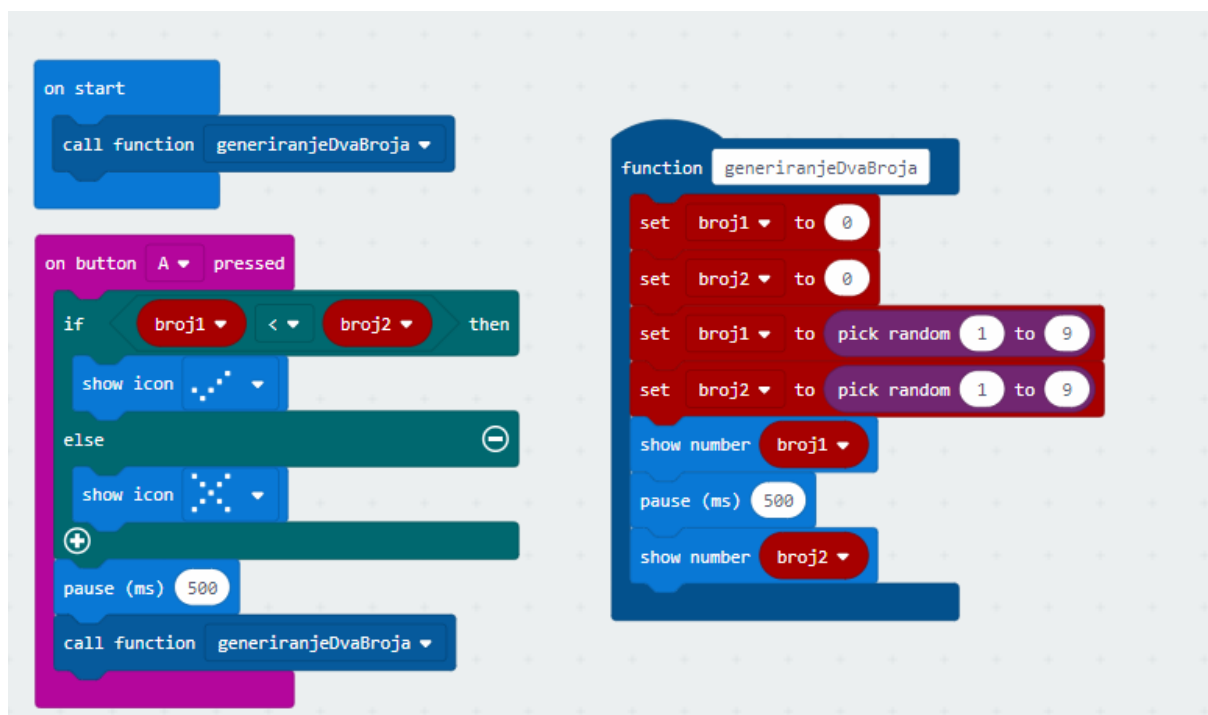 on start
call function generiranjeDvaBroja
on button A pressed
if broj1 < broj2 then
show icon
else
show icon
pause (ms) 500
call function generiranjeDvaBroja
function generiranjeDvaBroja
set broj1 to 0
set broj2 to 0
set broj1 to pick random 1 to 9
set broj2 to pick random 1 to 9
show number broj1
pause (ms) 500
show number broj2